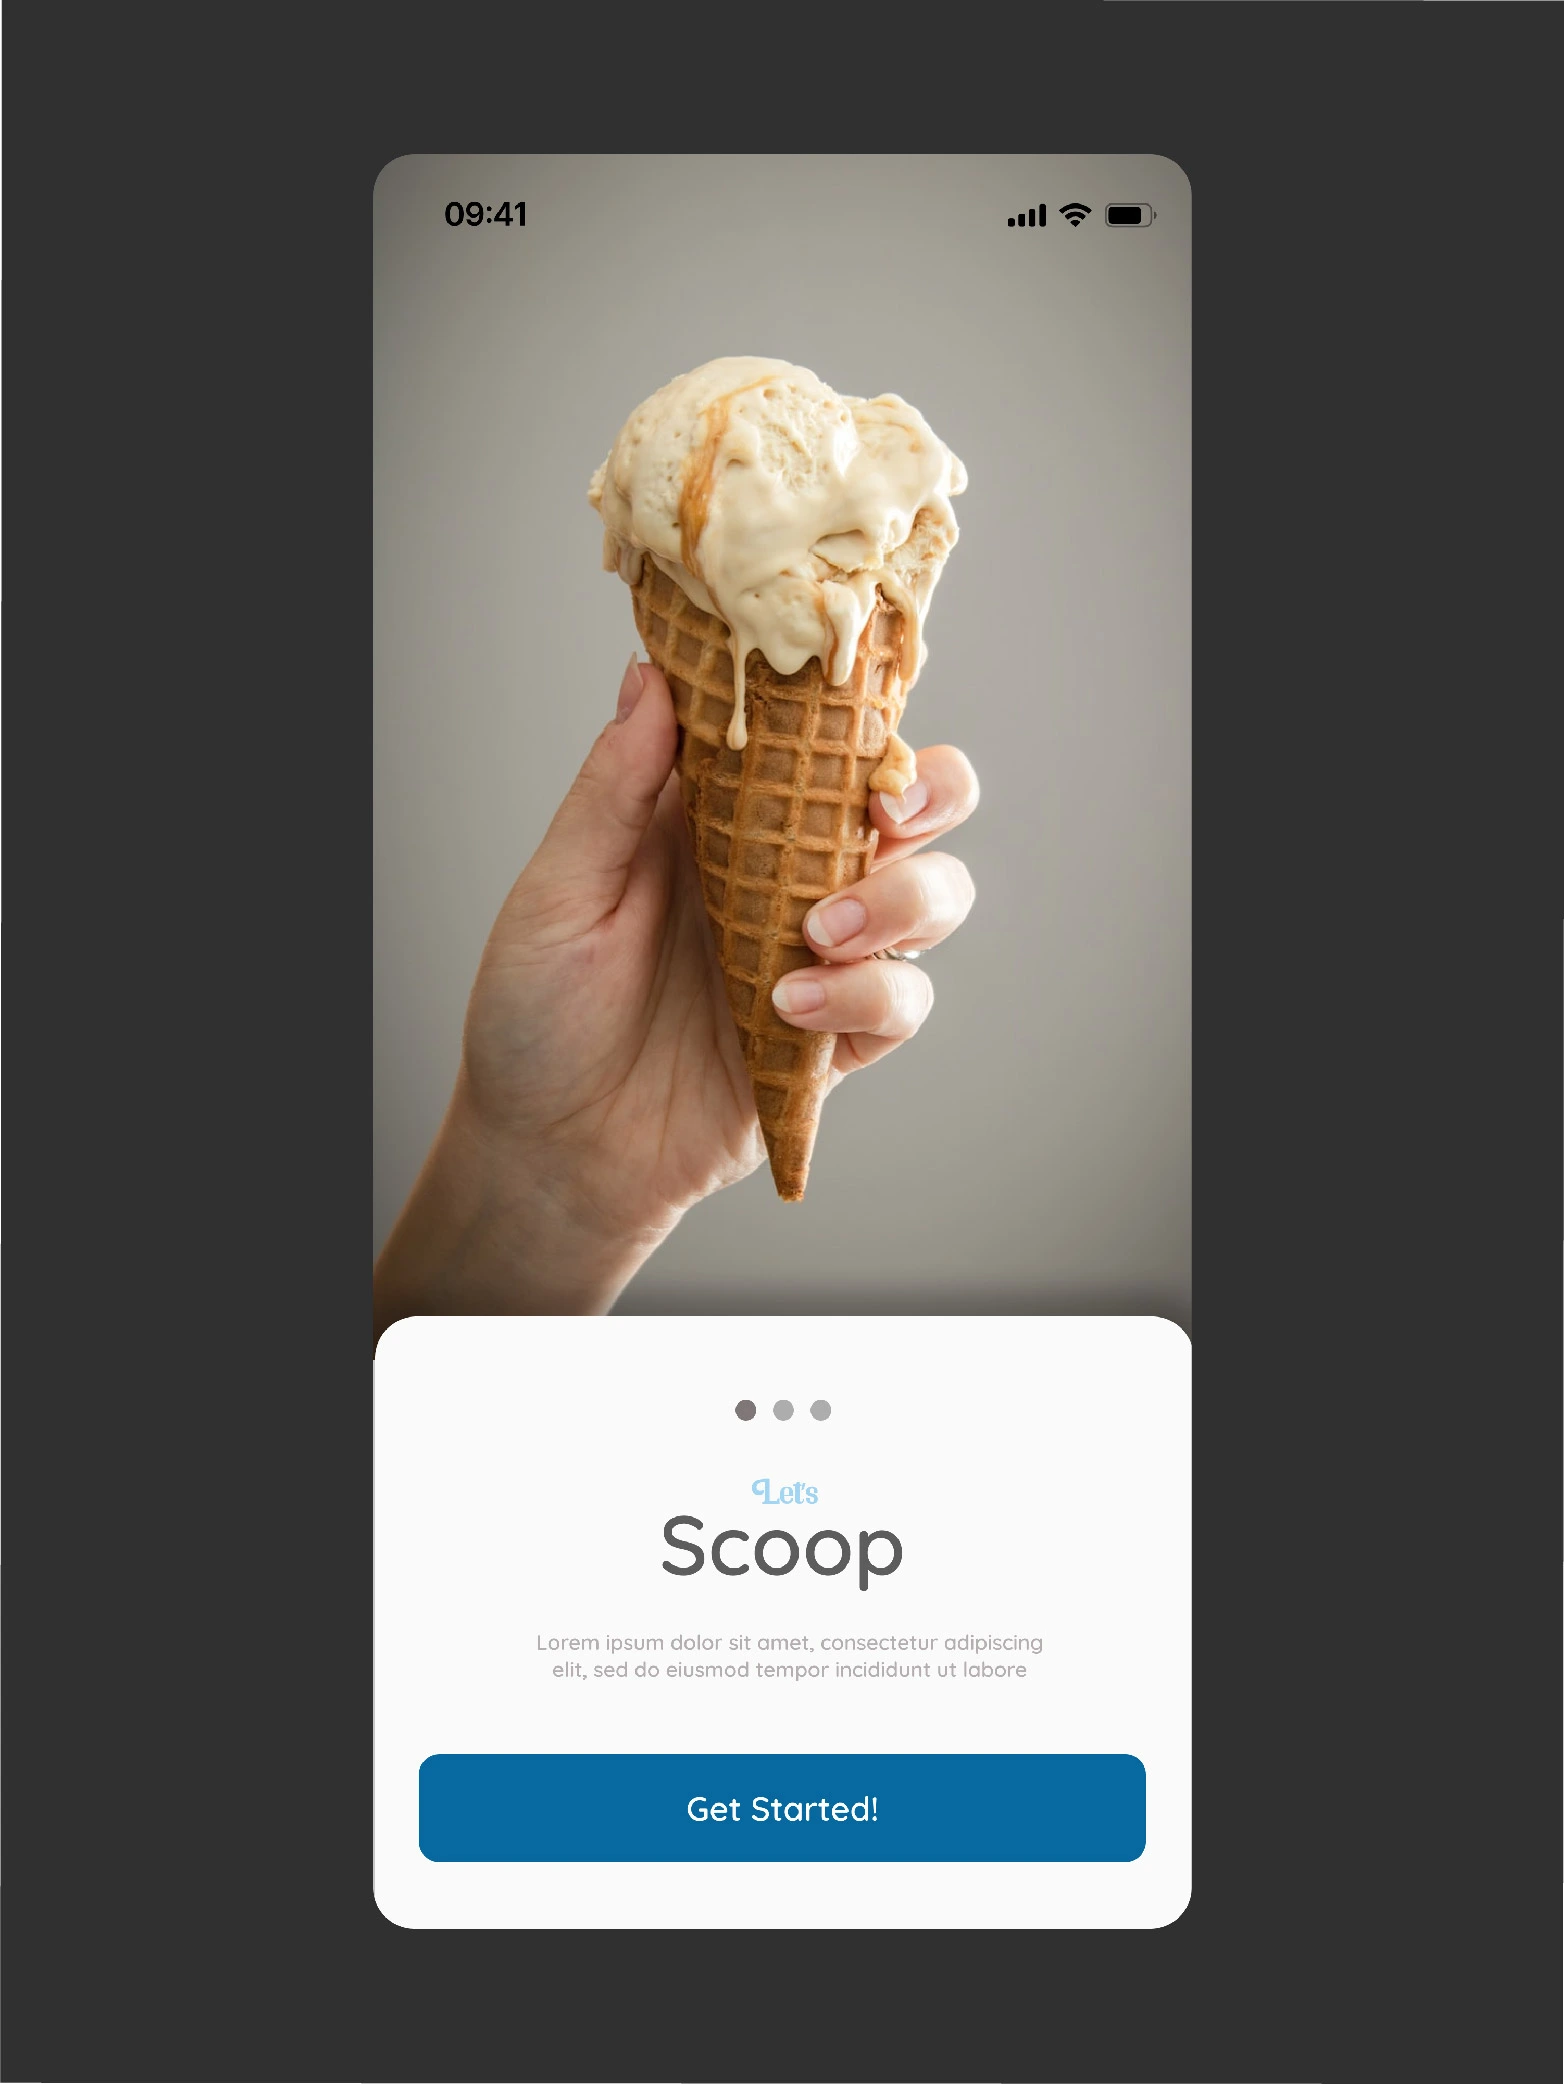 09:41
Let's
Scoop
Lorem ipsum dolor sit amet, consectetur adipiscing
elit, sed do eiusmod tempor incididunt ut labore
Get Started!